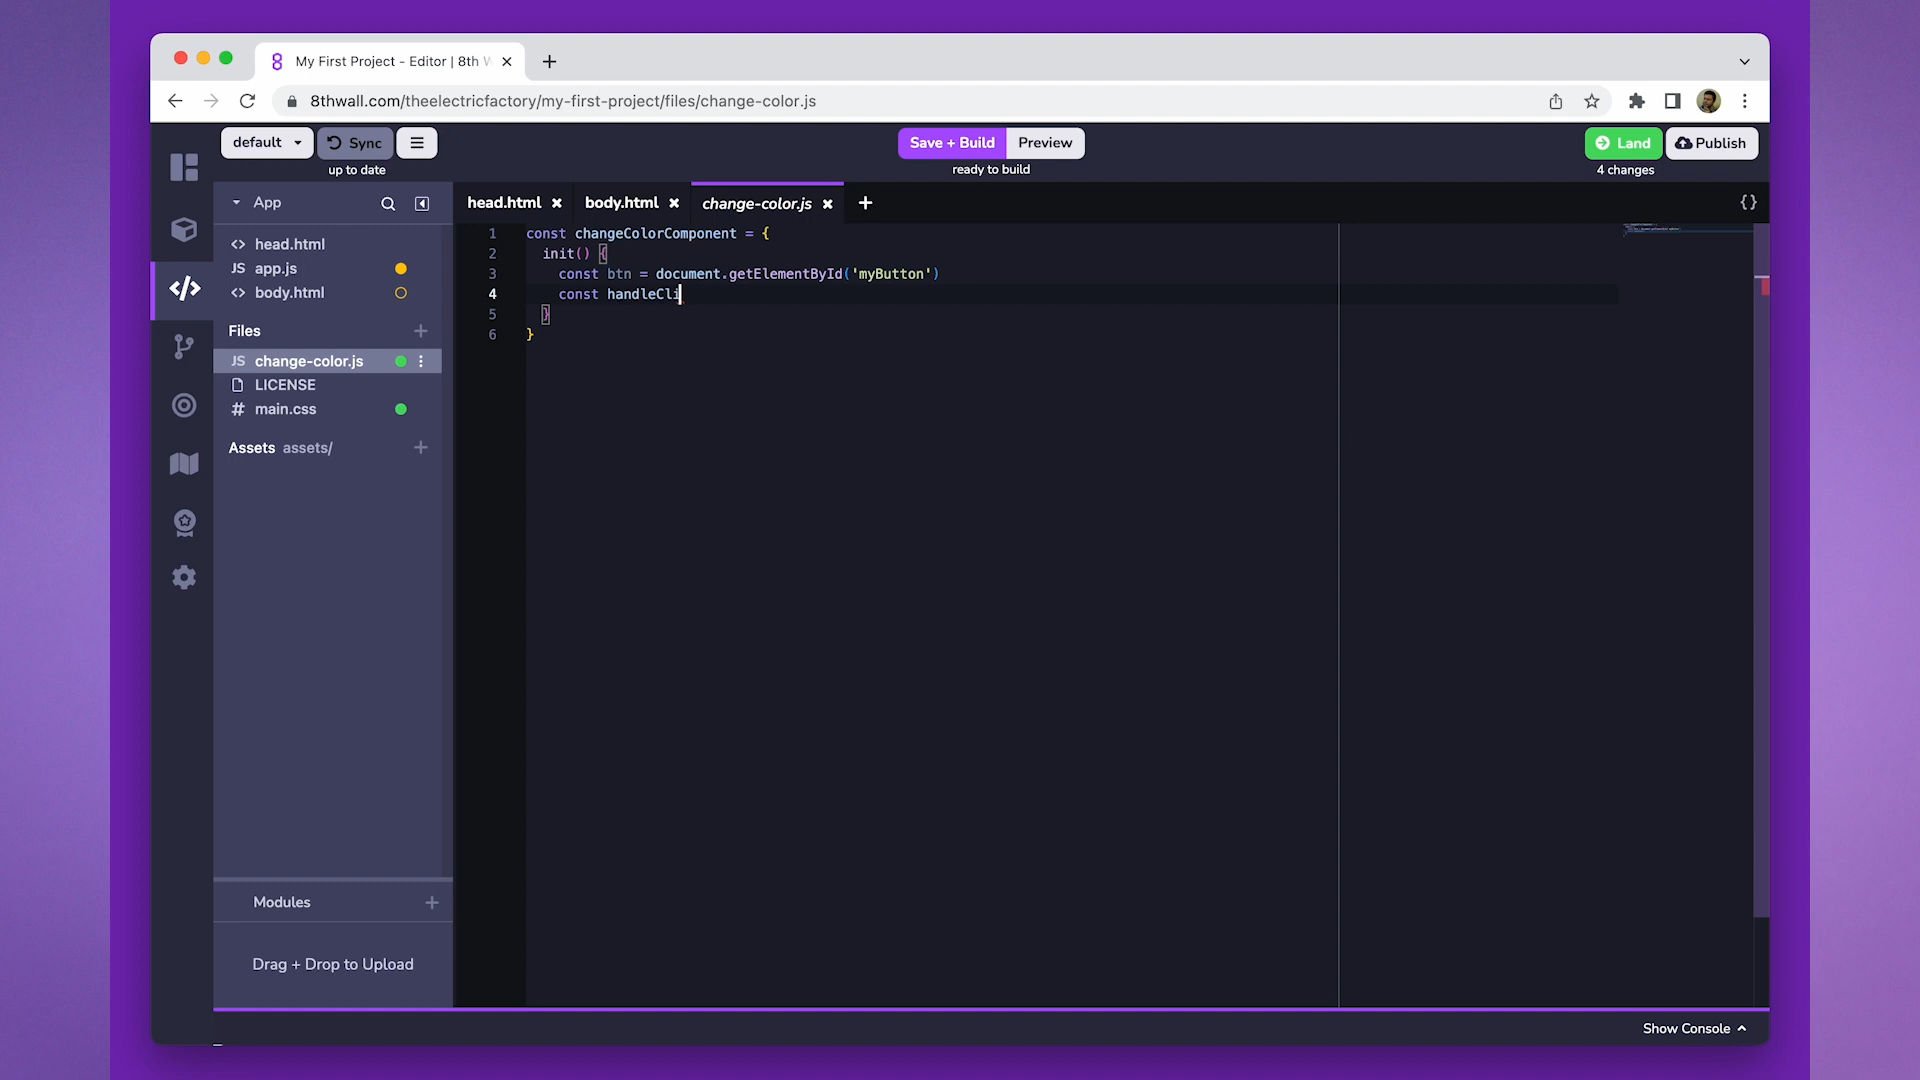 My First Project - Editor | 8th W
8thwall.com/theelectricfactory/my-first-project/files/change-color.js
default
Sync
up to date
Save + Build
Preview
ready to build
Land
4 changes
Publish
App
<> head.html
JS app.js
<> body.html
Files
JS change-color.js
LICENSE
# main.css
Assets assets/
head.html
body.html
change-color.js
{}
1 const changeColorComponent = {
2 init() {
3 const btn = document.getElementById('myButton')
4 const handleCli
5 }
6 }
Modules
Drag + Drop to Upload
Show Console